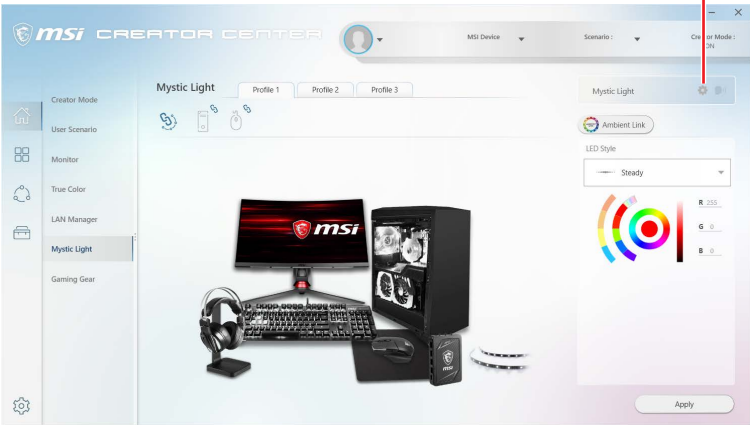 msi CREATOR CENTER
MSI Device
Scenario :
Creator Mode :
ON
Creator Mode
User Scenario
Monitor
True Color
LAN Manager
Mystic Light
Gaming Gear
Mystic Light
Profile 1
Profile 2
Profile 3
msi
msi
Mystic Light
Ambient Link
LED Style
Steady
R 255
G 0
B 0
Apply